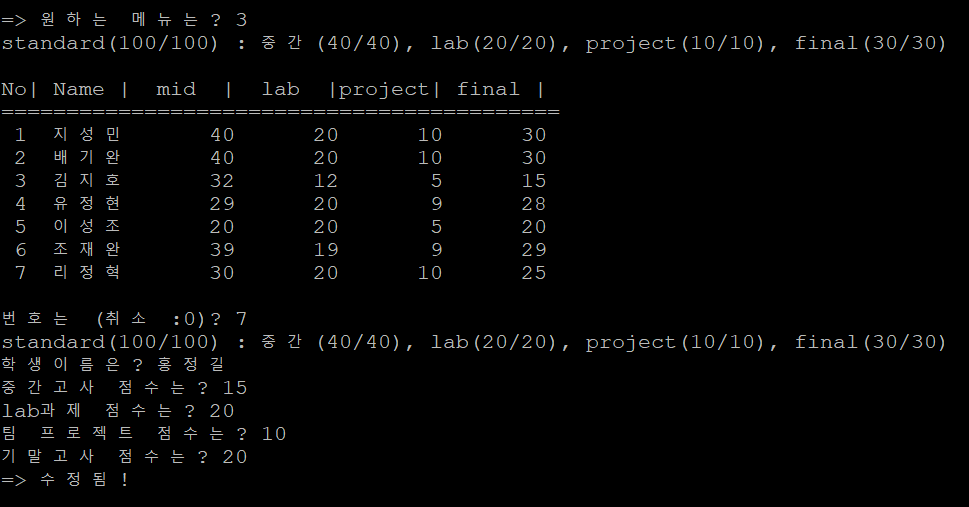 => 원하는 메뉴는? 3
standard(100/100) : 중간(40/40), lab(20/20), project(10/10), final(30/30)
No| Name |  mid  |  lab  |project| final |
===========================================
1 지성민 40 20 10 30
2 배기완 40 20 10 30
3 김지호 32 12 5 15
4 유정현 29 20 9 28
5 이성조 20 20 5 20
6 조재완 39 19 9 29
7 리정혁 30 20 10 25
번호는 (취소 :0)? 7
standard(100/100) : 중간(40/40), lab(20/20), project(10/10), final(30/30)
학생이름은? 홍정길
중간고사 점수는? 15
lab과제 점수는? 20
팀 프로젝트 점수는? 10
기말고사 점수는? 20
=> 수정됨!